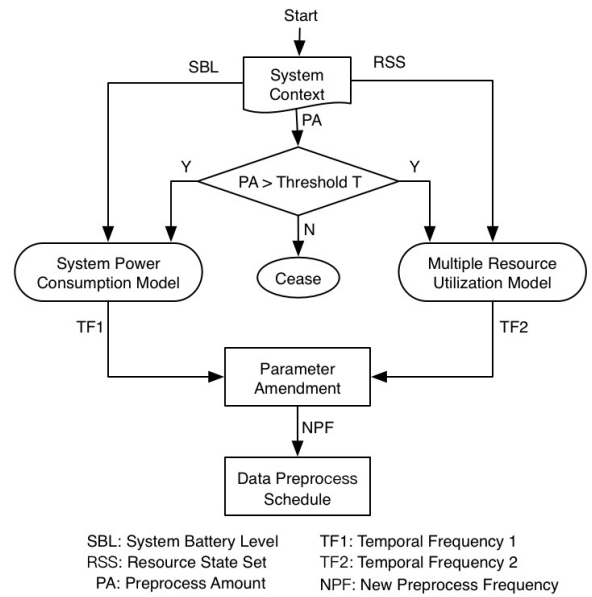 Start
SBL
RSS
System
Context
PA
Y
PA > Threshold T
Y
N
System Power
Consumption Model
Cease
Multiple Resource
Utilization Model
TF1
TF2
Parameter
Amendment
NPF
Data Preprocess
Schedule
SBL: System Battery Level
TF1: Temporal Frequency 1
RSS: Resource State Set
TF2: Temporal Frequency 2
PA: Preprocess Amount
NPF: New Preprocess Frequency